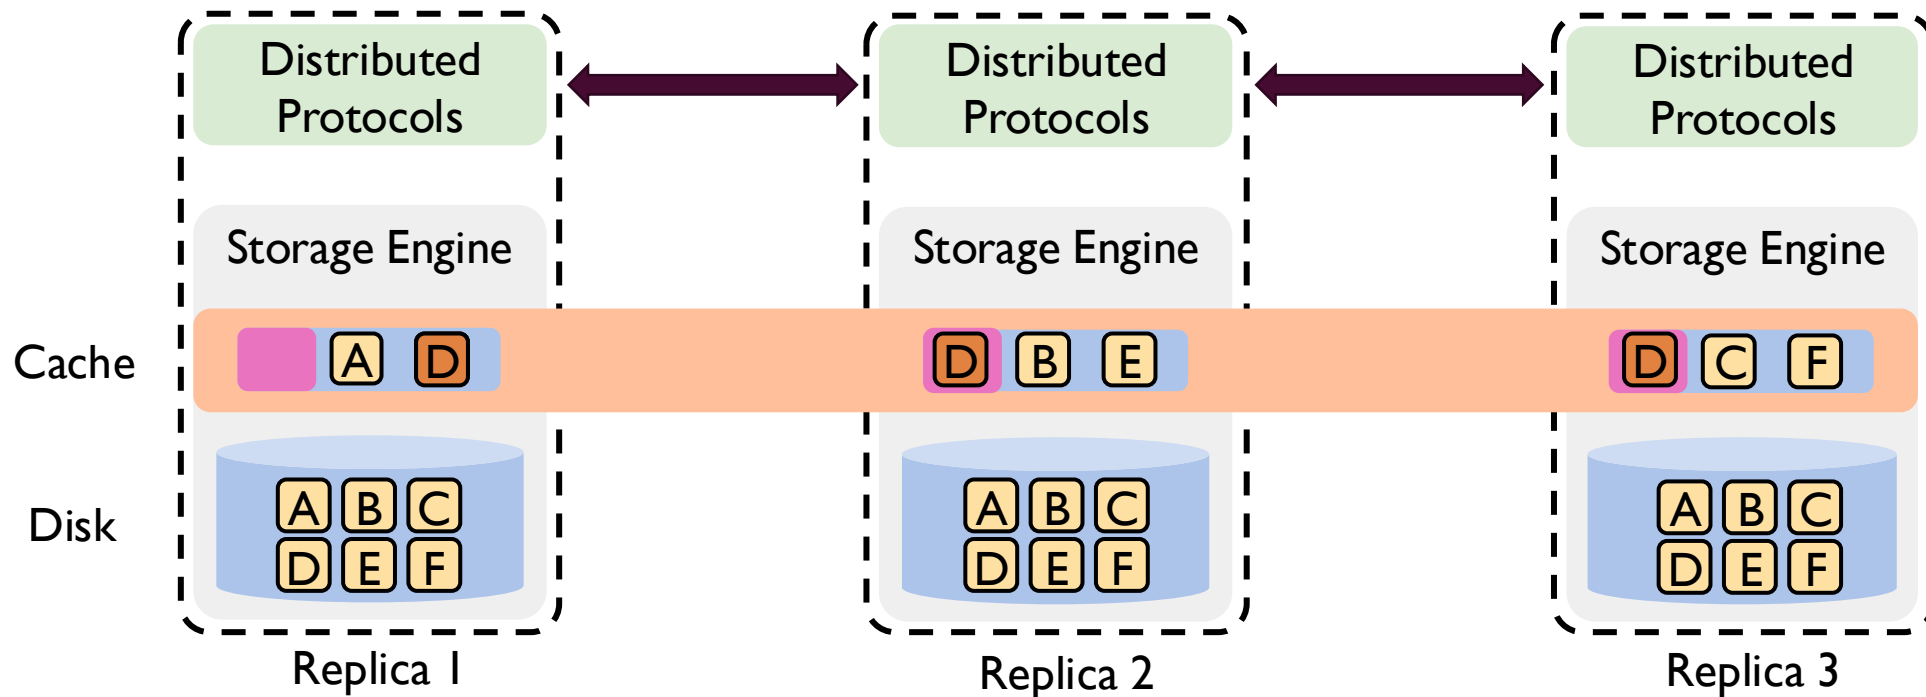 Distributed
Protocols
Distributed
Protocols
Distributed
Protocols
Storage Engine
Storage Engine
Storage Engine
Cache
A D
D B E
D C F
Disk
A B C
D E F
A B C
D E F
A B C
D E F
Replica 1
Replica 2
Replica 3